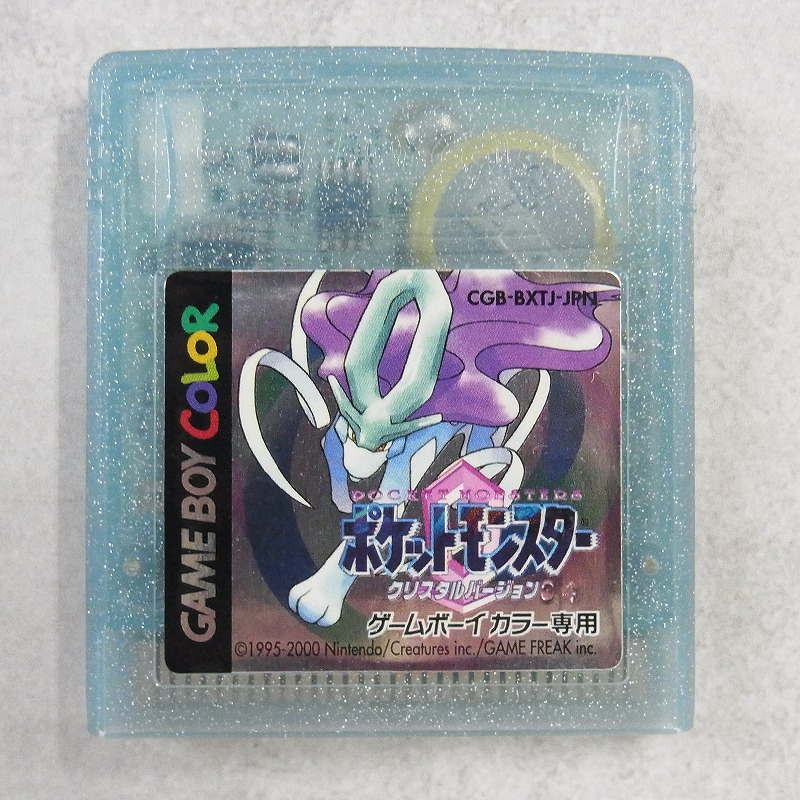 CGB-BXTJ-JPN
GAME BOY COLOR
POCKET MONSTERS
ポケットモンスター
クリスタルバージョン
ゲームボーイカラー専用
©1995-2000 Nintendo/Creatures inc./GAME FREAK inc.